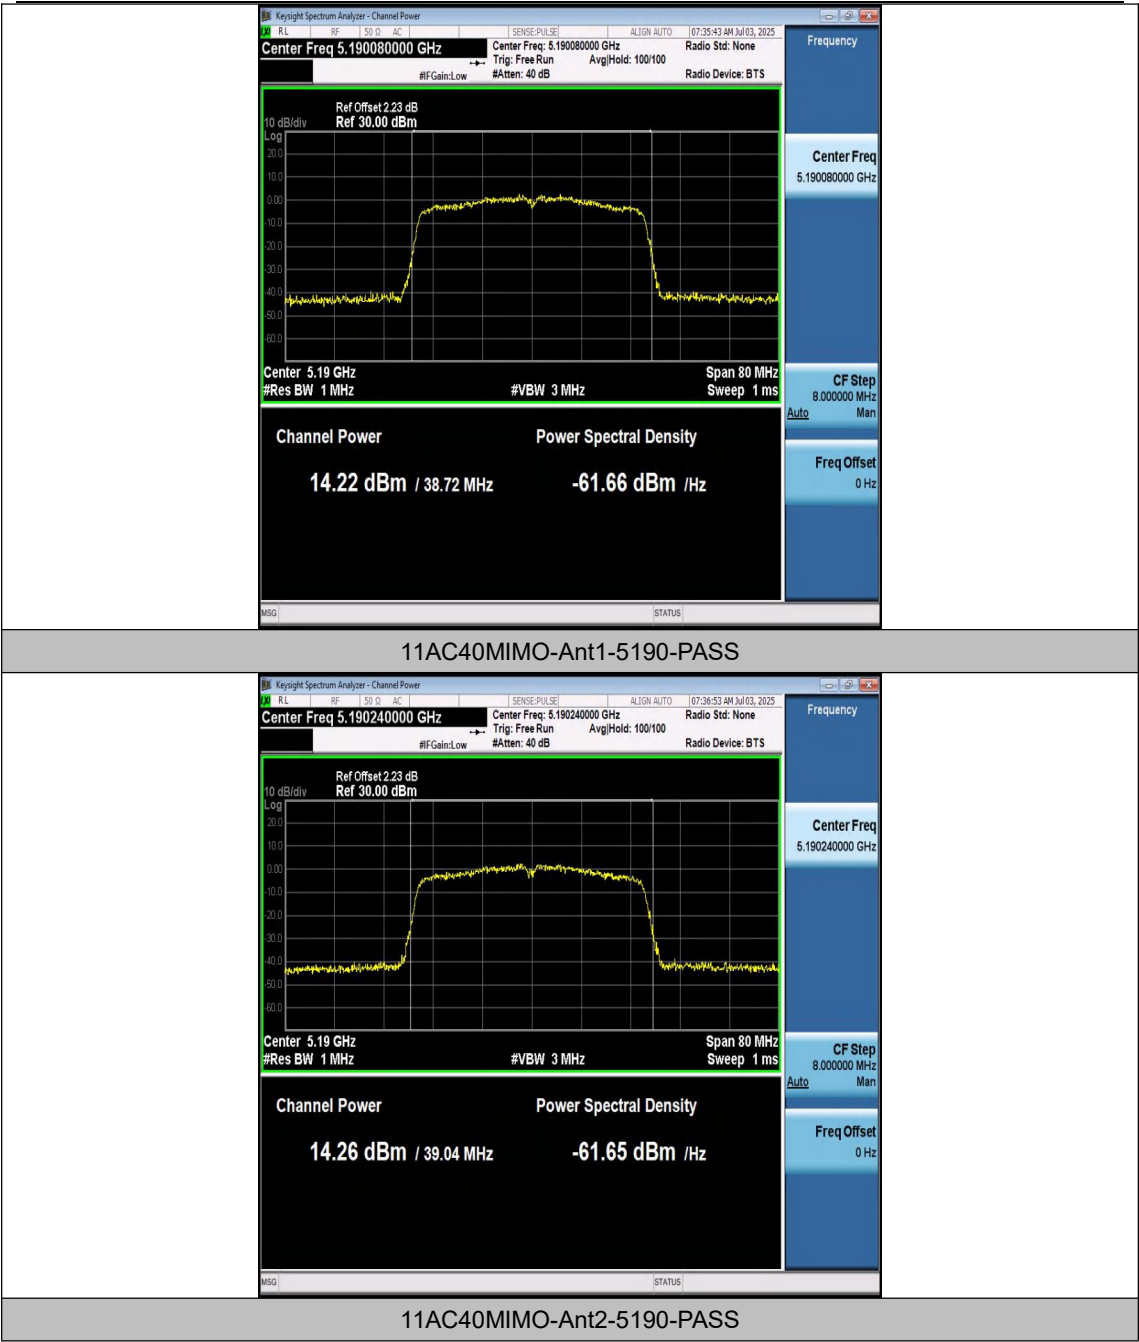 Keysight Spectrum Analyzer - Channel Power
RL RF 50 Ω AC SENSE:PULSE ALIGN AUTO 07:35:43 AM Jul 03, 2025
Center Freq 5.190080000 GHz
Center Freq: 5.190080000 GHz Radio Std: None
Trig: Free Run Avg|Hold: 100/100
#IFGain:Low #Atten: 40 dB Radio Device: BTS
Frequency
Ref Offset 2.23 dB
10 dB/div Ref 30.00 dBm
Log
20.0
10.0
0.00
-10.0
-20.0
-30.0
-40.0
-50.0
-60.0
Center 5.19 GHz Span 80 MHz
#Res BW 1 MHz #VBW 3 MHz Sweep 1 ms
Center Freq
5.190080000 GHz
CF Step
8.000000 MHz
Auto Man
Freq Offset
0 Hz
Channel Power Power Spectral Density
14.22 dBm / 38.72 MHz -61.66 dBm /Hz
MSG STATUS
11AC40MIMO-Ant1-5190-PASS
Keysight Spectrum Analyzer - Channel Power
RL RF 50 Ω AC SENSE:PULSE ALIGN AUTO 07:36:53 AM Jul 03, 2025
Center Freq 5.190240000 GHz
Center Freq: 5.190240000 GHz Radio Std: None
Trig: Free Run Avg|Hold: 100/100
#IFGain:Low #Atten: 40 dB Radio Device: BTS
Frequency
Ref Offset 2.23 dB
10 dB/div Ref 30.00 dBm
Log
20.0
10.0
0.00
-10.0
-20.0
-30.0
-40.0
-50.0
-60.0
Center 5.19 GHz Span 80 MHz
#Res BW 1 MHz #VBW 3 MHz Sweep 1 ms
Center Freq
5.190240000 GHz
CF Step
8.000000 MHz
Auto Man
Freq Offset
0 Hz
Channel Power Power Spectral Density
14.26 dBm / 39.04 MHz -61.65 dBm /Hz
MSG STATUS
11AC40MIMO-Ant2-5190-PASS